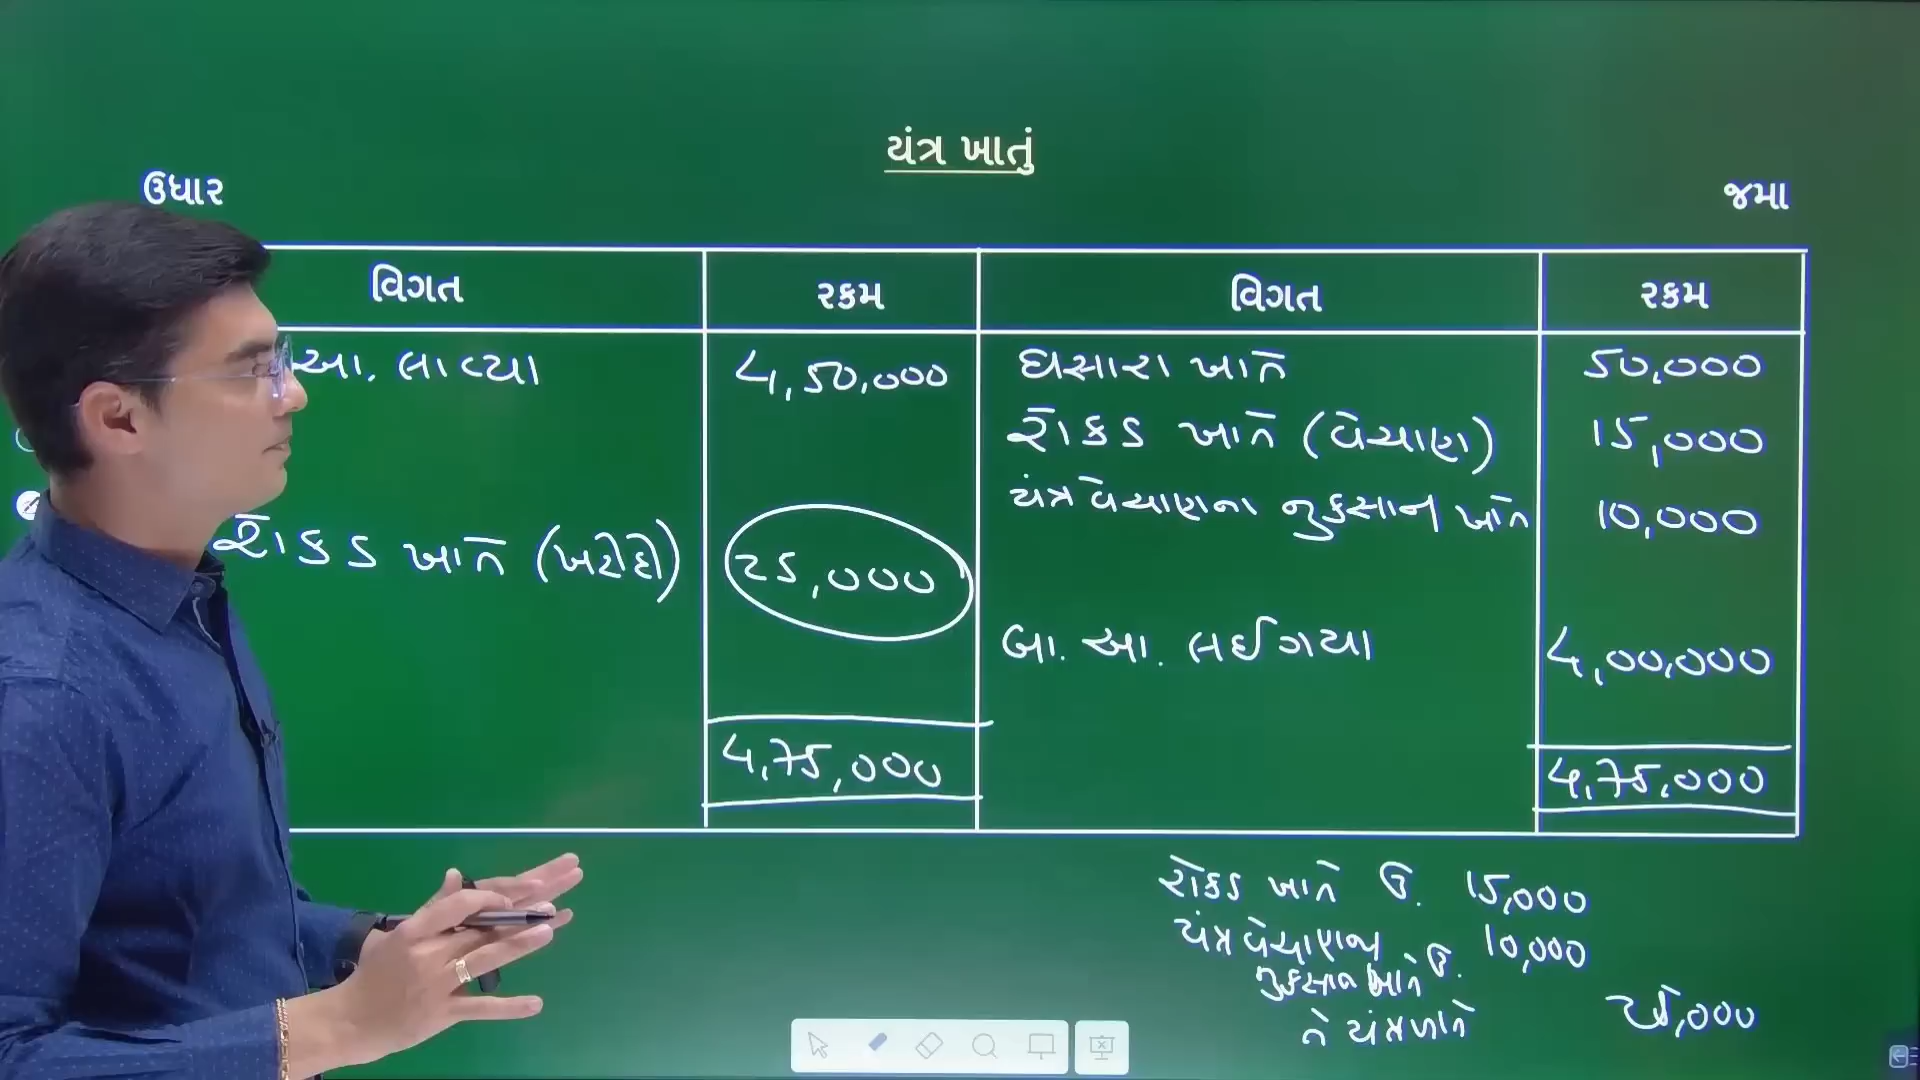 યંત્ર ખાતું
ઉધાર જમા
વિગત રકમ વિગત રકમ
આ. લાવ્યા 4,50,000 ઘસારા ખાતે 50,000
રોકડ ખાતે (વેચાણ) 15,000
યંત્ર વેચાણના નુકસાન ખાતે 10,000
રોકડ ખાતે (ખરીદી) 25,000
બા. આ. લઈ ગયા 4,00,000
4,75,000 4,75,000
રોકડ ખાતે ઉ. 15,000
યંત્ર વેચાણના 10,000
નુકસાન ખાતે ઉ.
તે યંત્ર ખાતે 25,000